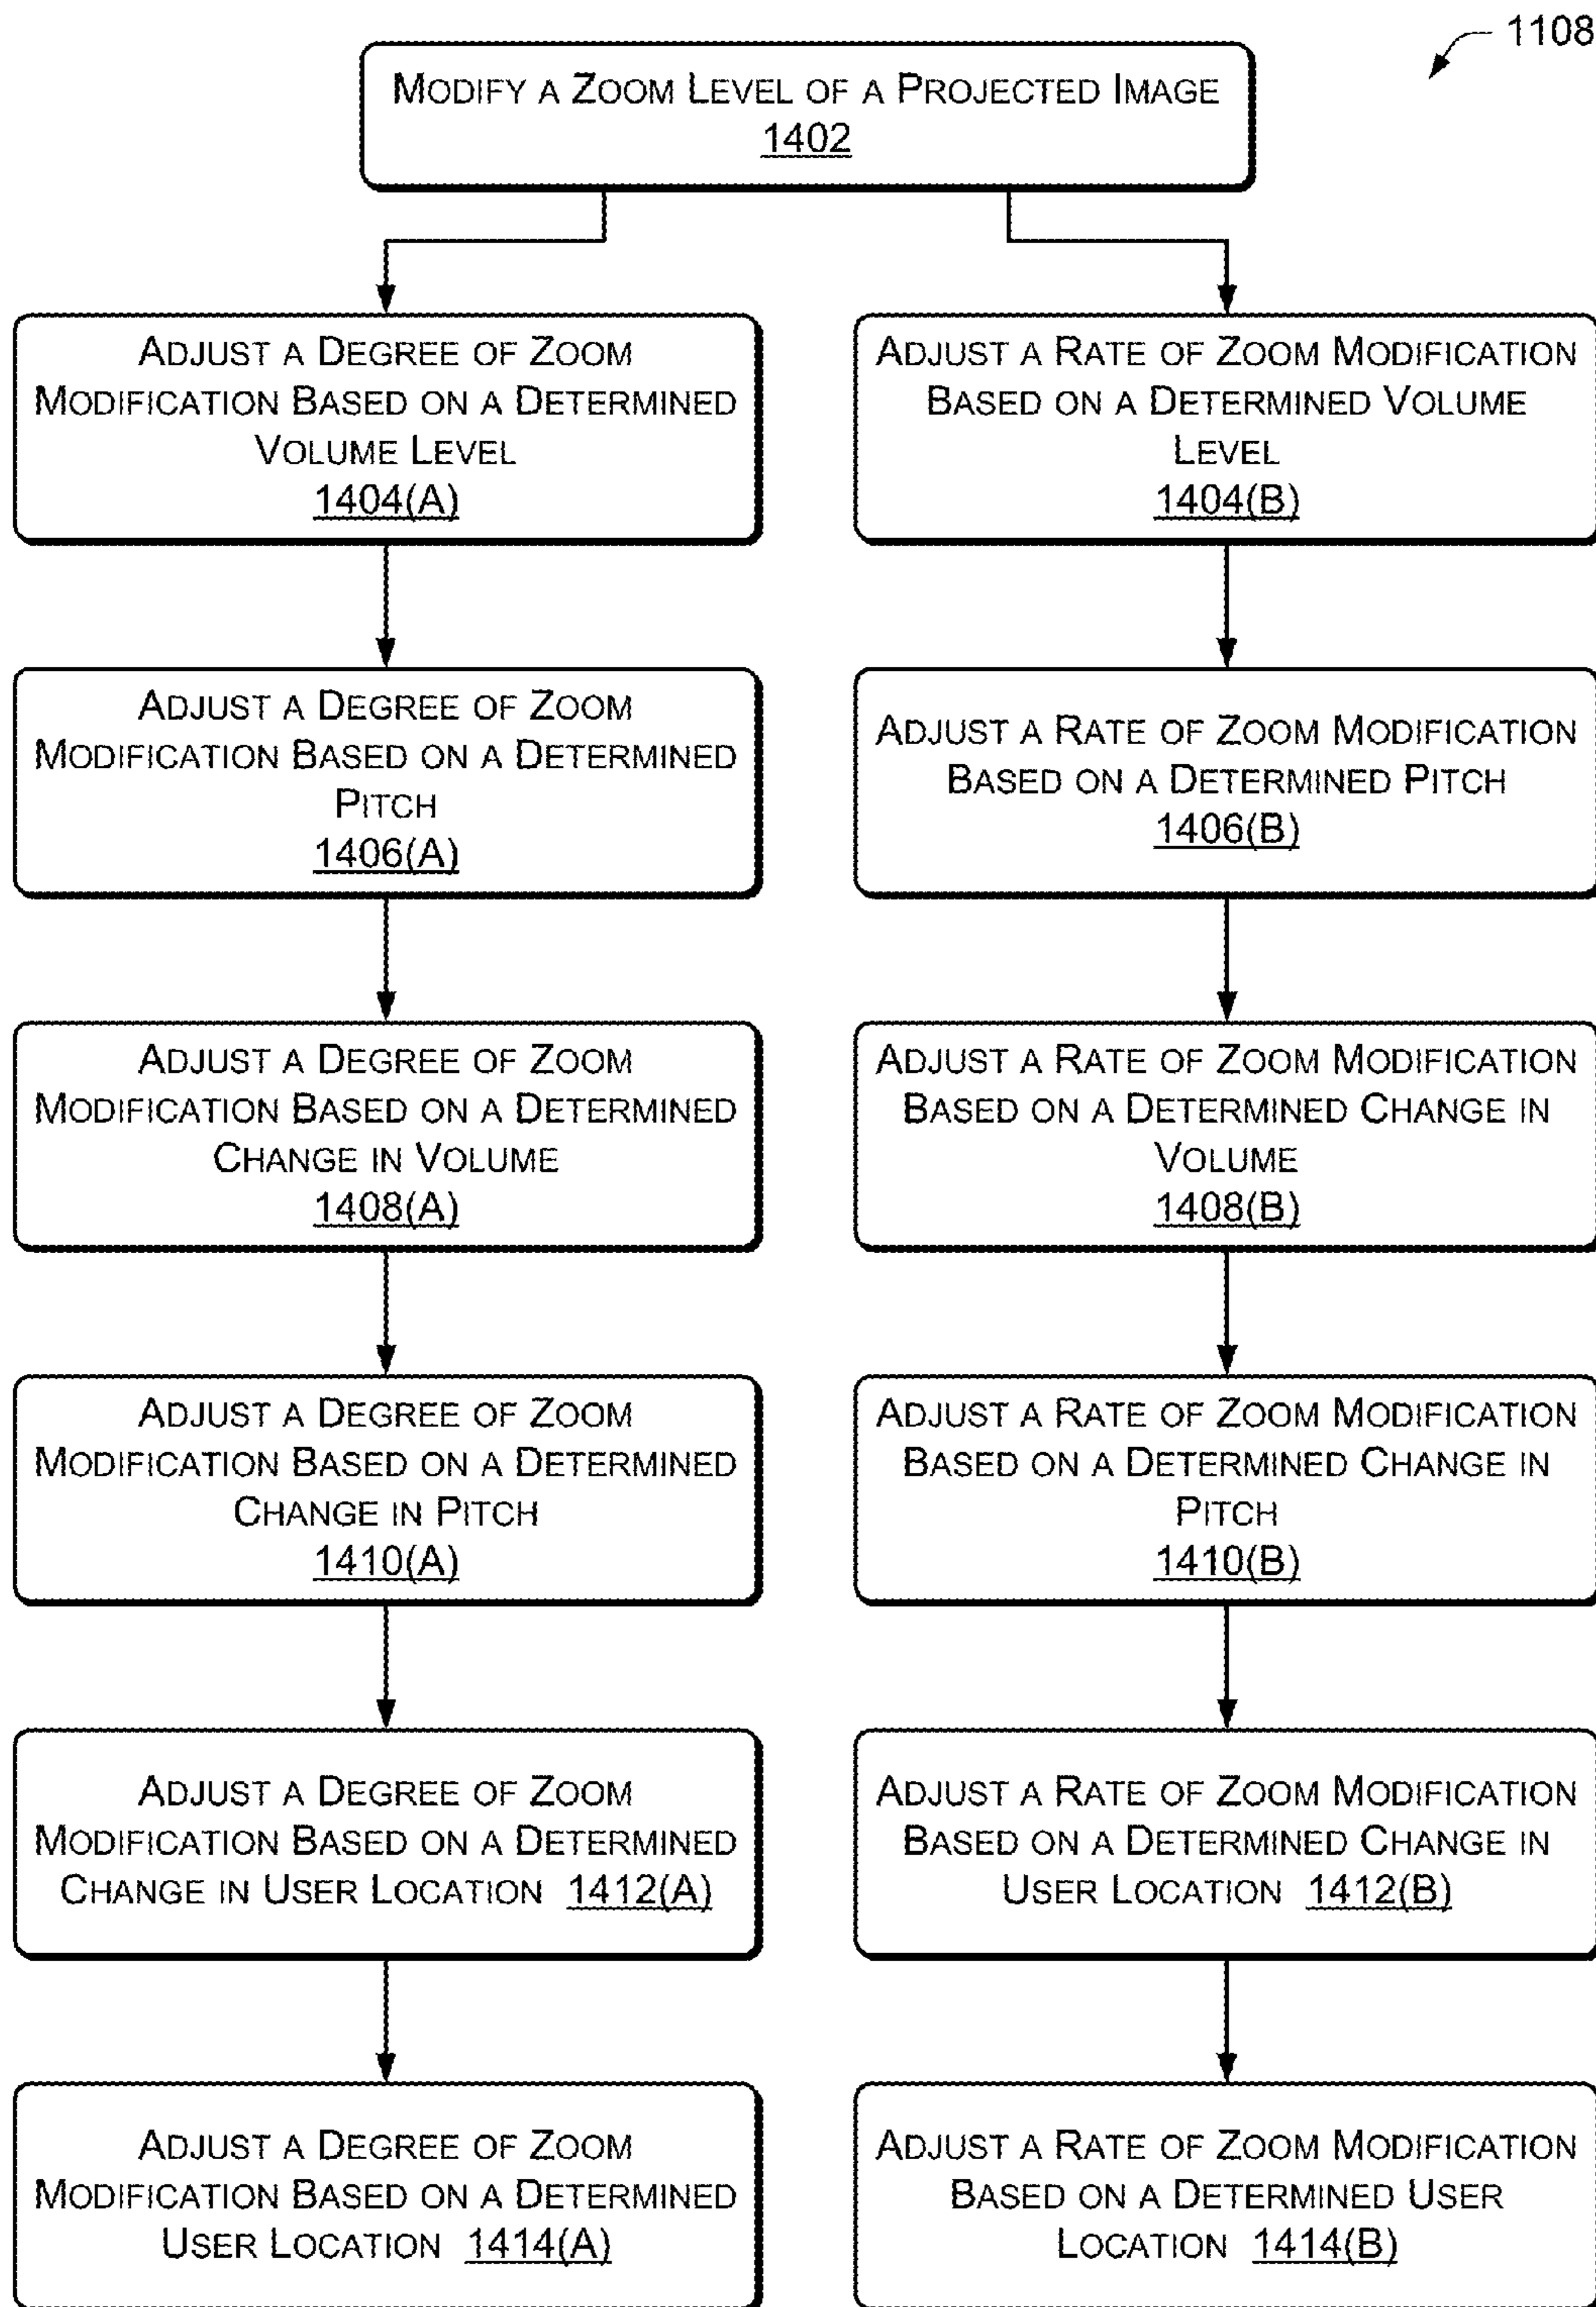 1108
MODIFY A ZOOM LEVEL OF A PROJECTED IMAGE
1402
ADJUST A DEGREE OF ZOOM
MODIFICATION BASED ON A DETERMINED
VOLUME LEVEL
1404(A)
ADJUST A RATE OF ZOOM MODIFICATION
BASED ON A DETERMINED VOLUME
LEVEL
1404(B)
ADJUST A DEGREE OF ZOOM
MODIFICATION BASED ON A DETERMINED
PITCH
1406(A)
ADJUST A RATE OF ZOOM MODIFICATION
BASED ON A DETERMINED PITCH
1406(B)
ADJUST A DEGREE OF ZOOM
MODIFICATION BASED ON A DETERMINED
CHANGE IN VOLUME
1408(A)
ADJUST A RATE OF ZOOM MODIFICATION
BASED ON A DETERMINED CHANGE IN
VOLUME
1408(B)
ADJUST A DEGREE OF ZOOM
MODIFICATION BASED ON A DETERMINED
CHANGE IN PITCH
1410(A)
ADJUST A RATE OF ZOOM MODIFICATION
BASED ON A DETERMINED CHANGE IN
PITCH
1410(B)
ADJUST A DEGREE OF ZOOM
MODIFICATION BASED ON A DETERMINED
CHANGE IN USER LOCATION 1412(A)
ADJUST A RATE OF ZOOM MODIFICATION
BASED ON A DETERMINED CHANGE IN
USER LOCATION 1412(B)
ADJUST A DEGREE OF ZOOM
MODIFICATION BASED ON A DETERMINED
USER LOCATION 1414(A)
ADJUST A RATE OF ZOOM MODIFICATION
BASED ON A DETERMINED USER
LOCATION 1414(B)